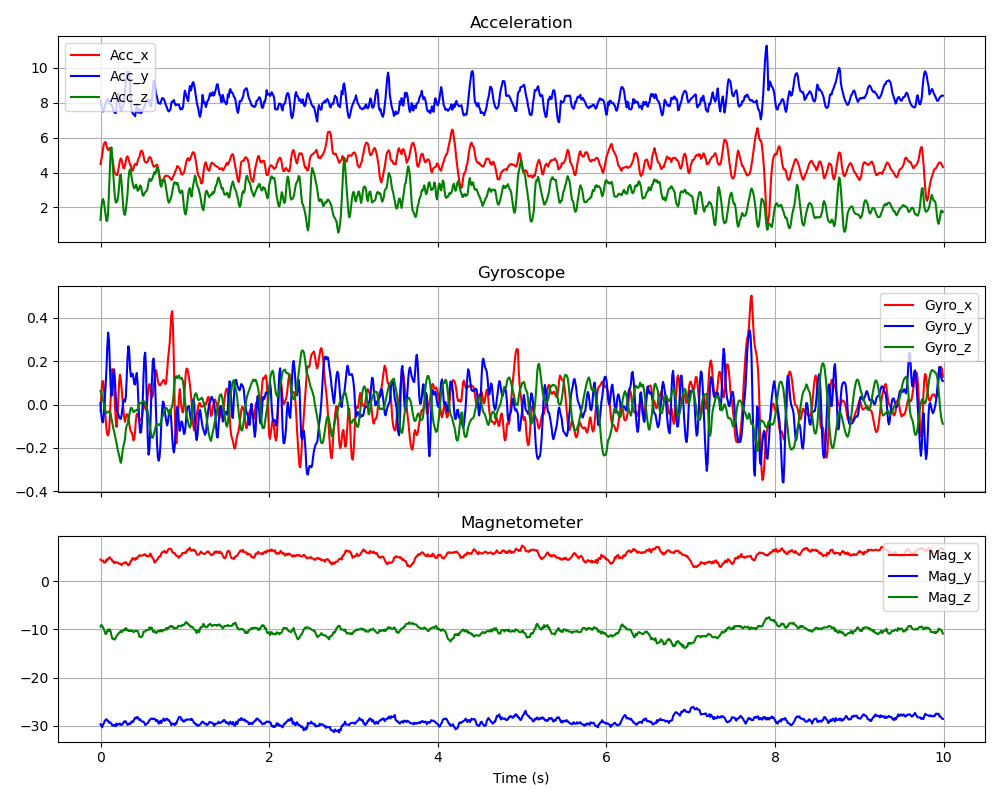 Acceleration
Acc_x
Acc_y
Acc_z
10
8
6
4
2
Gyroscope
Gyro_x
Gyro_y
Gyro_z
0.4
0.2
0.0
−0.2
−0.4
Magnetometer
Mag_x
Mag_y
Mag_z
0
−10
−20
−30
0 2 4 6 8 10
Time (s)